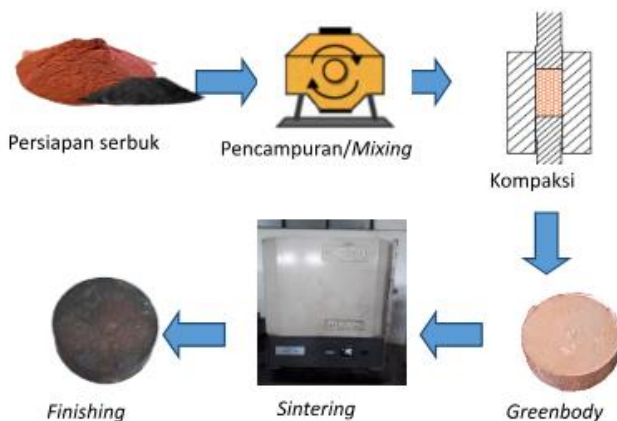 Persiapan serbuk
Pencampuran/Mixing
Kompaksi
Finishing
Sintering
Greenbody